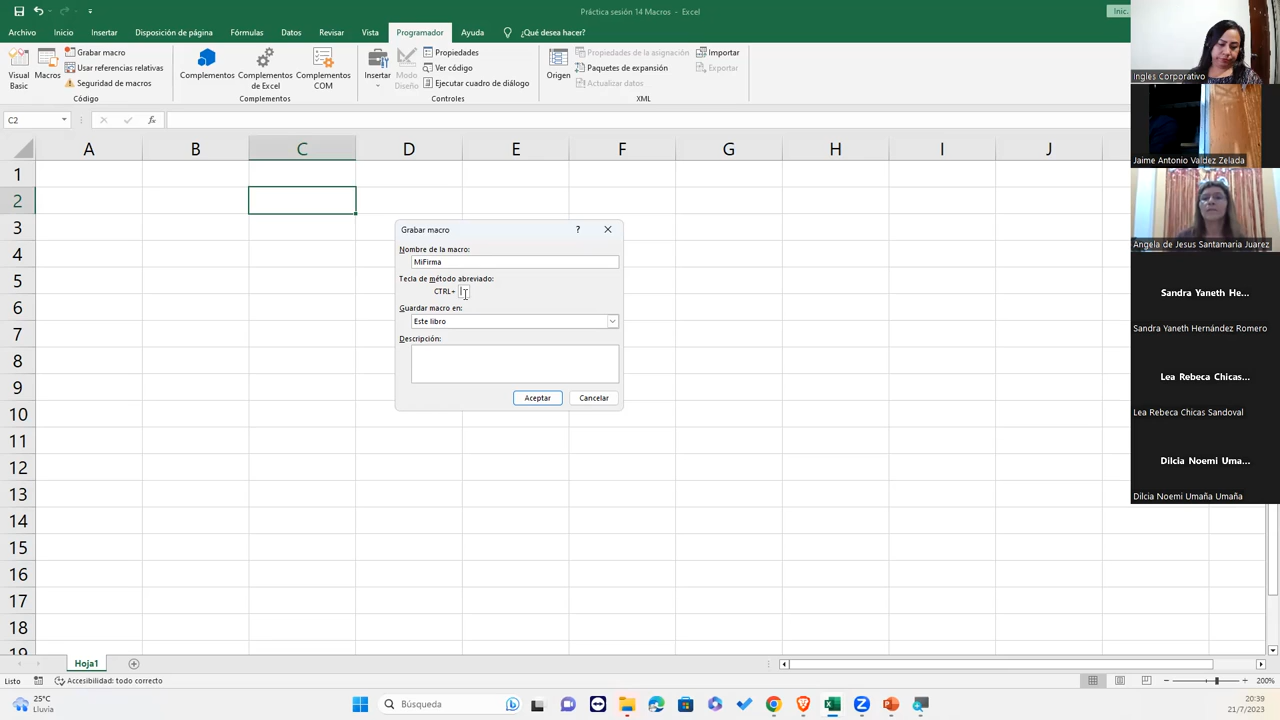 Práctica sesión 14 Macros - Excel
Inic.
Archivo Inicio Insertar Disposición de página Fórmulas Datos Revisar Vista Programador Ayuda ¿Qué desea hacer?
Visual Basic
Macros
Grabar macro
Usar referencias relativas
Seguridad de macros
Código
Complementos
Complementos de Excel
Complementos COM
Complementos
Insertar
Modo Diseño
Propiedades
Ver código
Ejecutar cuadro de diálogo
Controles
Origen
Propiedades de la asignación
Paquetes de expansión
Actualizar datos
Importar
Exportar
XML
C2
fx
A B C D E F G H I J
1
2
3
4
5
6
7
8
9
10
11
12
13
14
15
16
17
18
19
Grabar macro
?
Nombre de la macro:
MiFirma
Tecla de método abreviado:
CTRL+
Guardar macro en:
Este libro
Descripción:
Aceptar Cancelar
Ingles Corporativo
Jaime Antonio Valdez Zelada
Angela de Jesus Santamaria Juarez
Sandra Yaneth He...
Sandra Yaneth Hernández Romero
Lea Rebeca Chicas...
Lea Rebeca Chicas Sandoval
Dilcia Noemi Uma...
Dilcia Noemi Umaña Umaña
Hoja1
Listo
Accesibilidad: todo correcto
200%
25°C
Lluvia
Búsqueda
20:39
21/7/2023